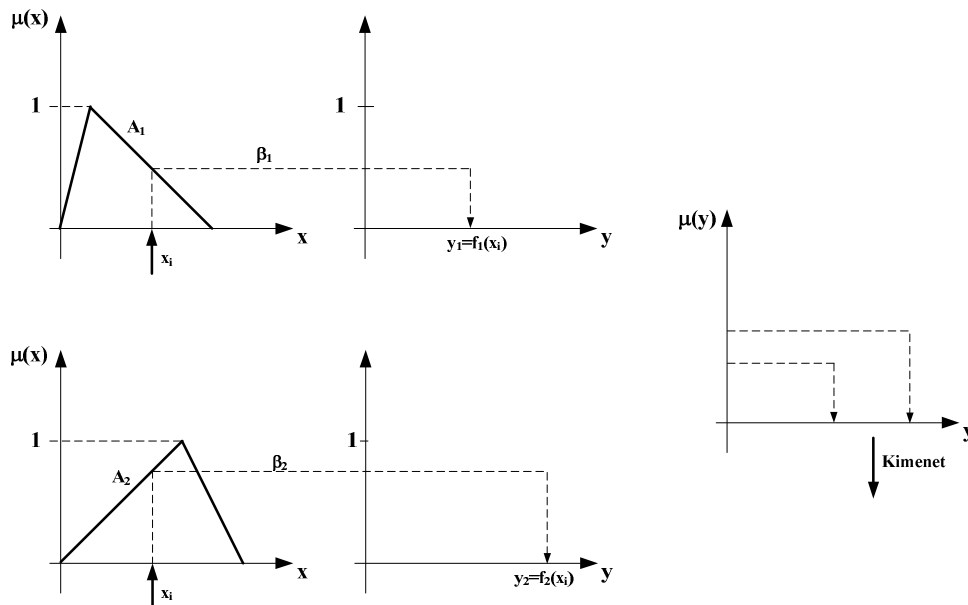 μ(x)
1
A₁
β₁
1
x
xᵢ
y₁=f₁(xᵢ)
y
μ(y)
y
Kimenet
μ(x)
1
A₂
β₂
1
x
xᵢ
y₂=f₂(xᵢ)
y